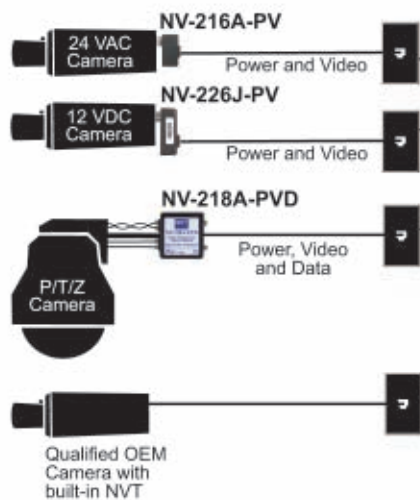 NV-216A-PV
24 VAC
Camera
Power and Video
NV-226J-PV
12 VDC
Camera
Power and Video
NV-218A-PVD
P/T/Z
Camera
Power, Video
and Data
Qualified OEM
Camera with
built-in NVT